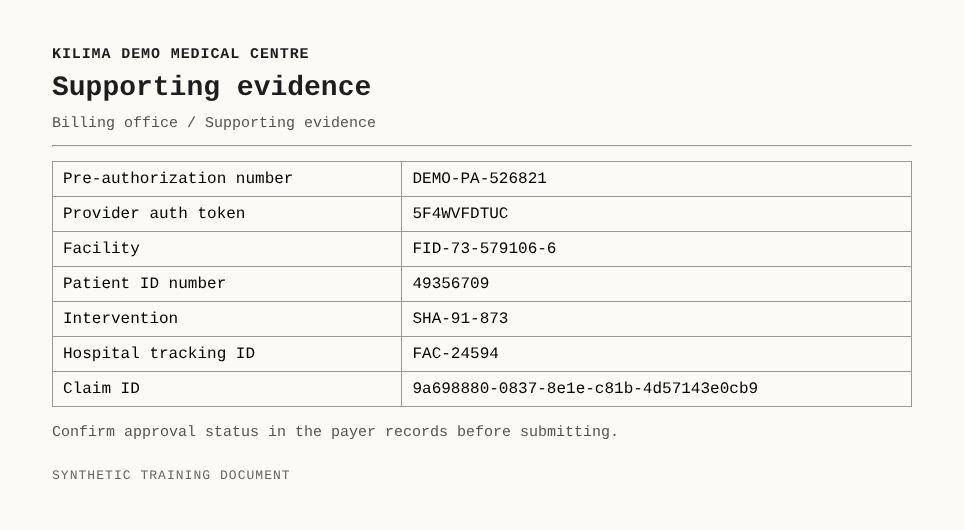 KILIMA DEMO MEDICAL CENTRE
Supporting evidence
Billing office / Supporting evidence
Pre-authorization number DEMO-PA-526821
Provider auth token 5F4WVFDTUC
Facility FID-73-579106-6
Patient ID number 49356709
Intervention SHA-91-873
Hospital tracking ID FAC-24594
Claim ID 9a698880-0837-8e1e-c81b-4d57143e0cb9
Confirm approval status in the payer records before submitting.
SYNTHETIC TRAINING DOCUMENT